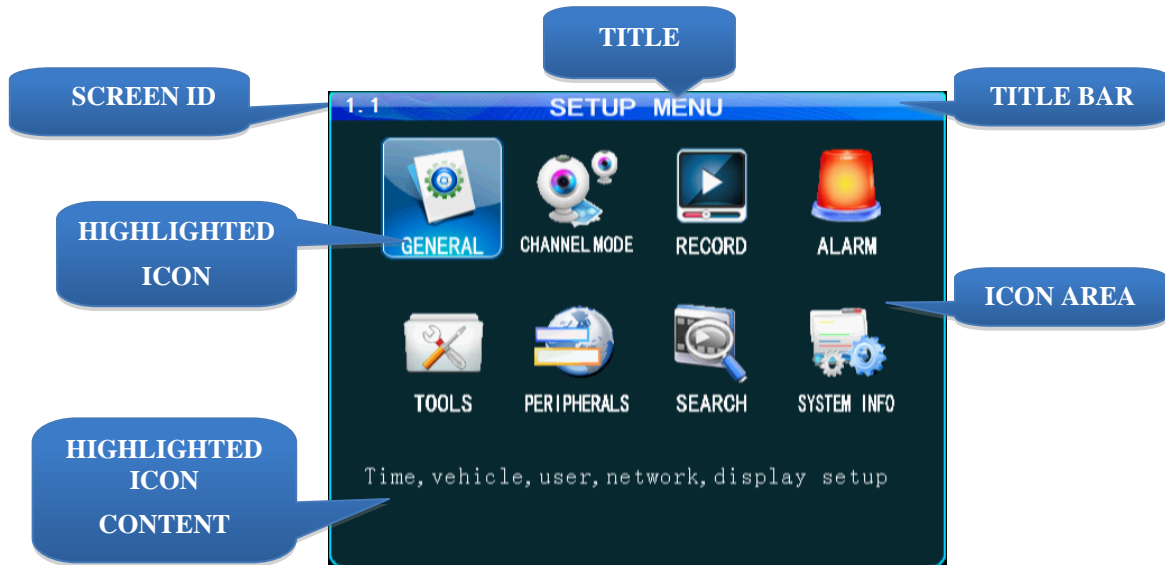 TITLE
SCREEN ID
TITLE BAR
1.1 SETUP MENU
HIGHLIGHTED
ICON
GENERAL CHANNEL MODE RECORD ALARM
ICON AREA
TOOLS PERIPHERALS SEARCH SYSTEM INFO
HIGHLIGHTED
ICON
CONTENT
Time, vehicle, user, network, display setup